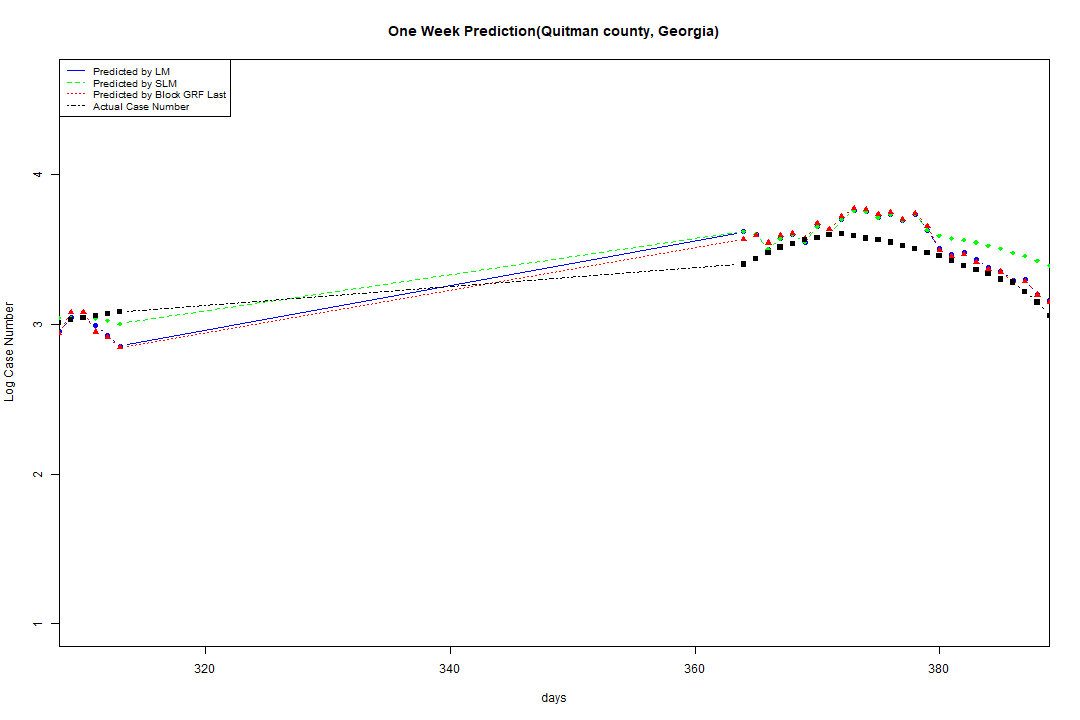 One Week Prediction(Quitman county, Georgia)
Predicted by LM
Predicted by SLM
Predicted by Block GRF Last
Actual Case Number
4
3
2
1
Log Case Number
320 340 360 380
days